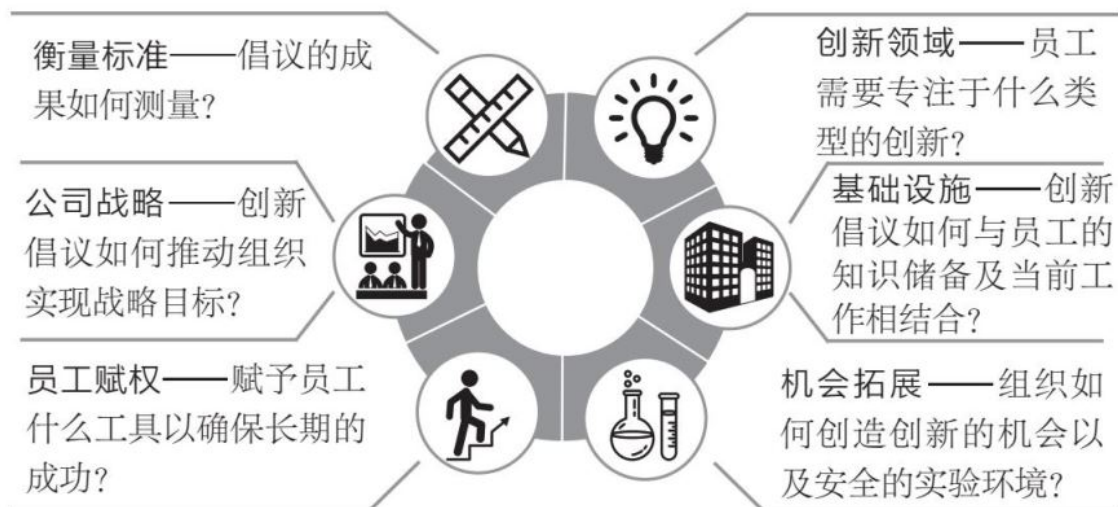 衡量标准——倡议的成
果如何测量？
公司战略——创新
倡议如何推动组织
实现战略目标？
员工赋权——赋予员工
什么工具以确保长期的
成功？
创新领域——员工
需要专注于什么类
型的创新？
基础设施——创新
倡议如何与员工的
知识储备及当前工
作相结合？
机会拓展——组织如
何创造创新的机会以
及安全的实验环境？